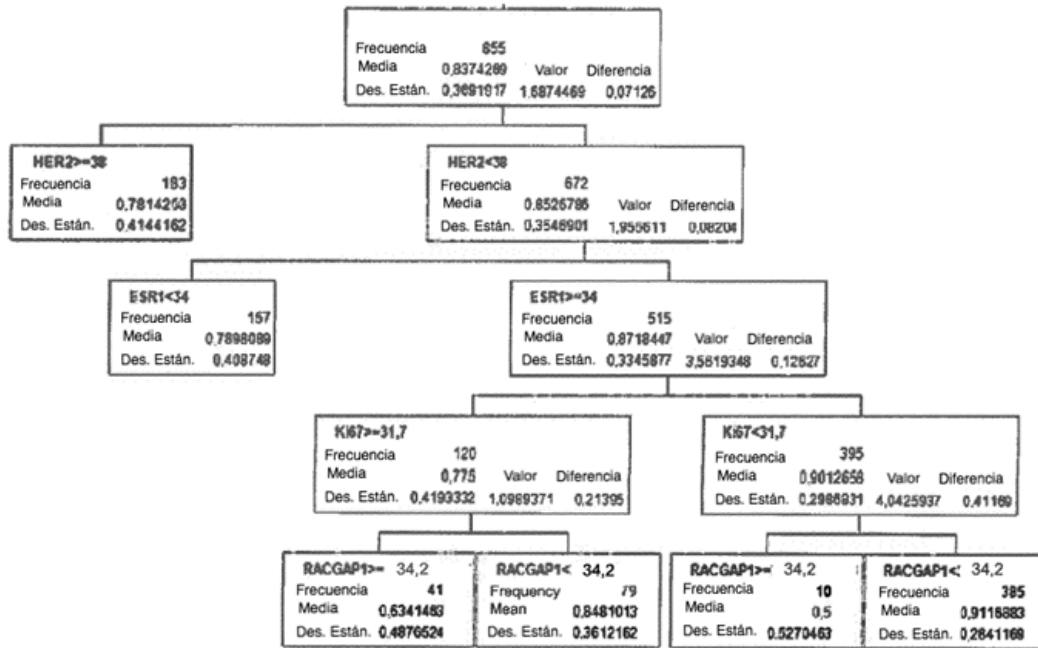 Frecuencia 855
Media 0,8374269 Valor Diferencia
Des. Están. 0,3691917 1,6874469 0,07125
HER2>=38
Frecuencia 183
Media 0,7814208
Des. Están. 0,4144162
HER2<38
Frecuencia 672
Media 0,8526786 Valor Diferencia
Des. Están. 0,3546901 1,955611 0,08204
ESR1<34
Frecuencia 157
Media 0,7898089
Des. Están. 0,408748
ESR1>=34
Frecuencia 515
Media 0,8718447 Valor Diferencia
Des. Están. 0,3345877 3,5619348 0,12627
Ki67>=31,7
Frecuencia 120
Media 0,775 Valor Diferencia
Des. Están. 0,4193332 1,0989371 0,21395
Ki67<31,7
Frecuencia 395
Media 0,9012658 Valor Diferencia
Des. Están. 0,2986931 4,0425937 0,41169
RACGAP1>= 34,2
Frecuencia 41
Media 0,6341463
Des. Están. 0.4876524
RACGAP1< 34,2
Frequency 79
Mean 0,8481013
Des. Están. 0,3612162
RACGAP1>= 34,2
Frecuencia 10
Media 0,5
Des. Están. 0.5270463
RACGAP1< 34,2
Frecuencia 385
Media 0,9116883
Des. Están. 0,2841169